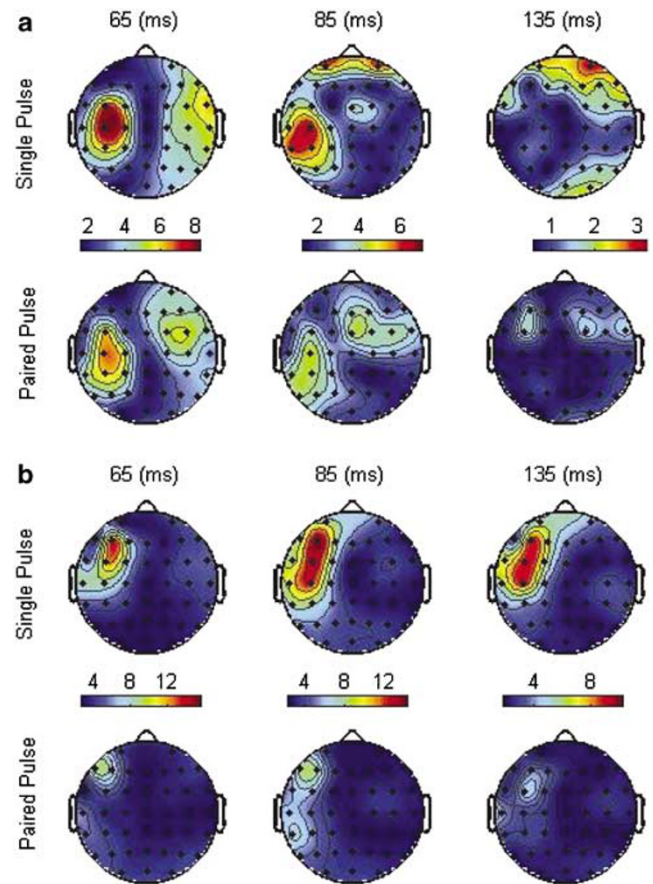 a
65 (ms) 85 (ms) 135 (ms)
Single Pulse
2 4 6 8 2 4 6 1 2 3
Paired Pulse
b
65 (ms) 85 (ms) 135 (ms)
Single Pulse
4 8 12 4 8 12 4 8
Paired Pulse